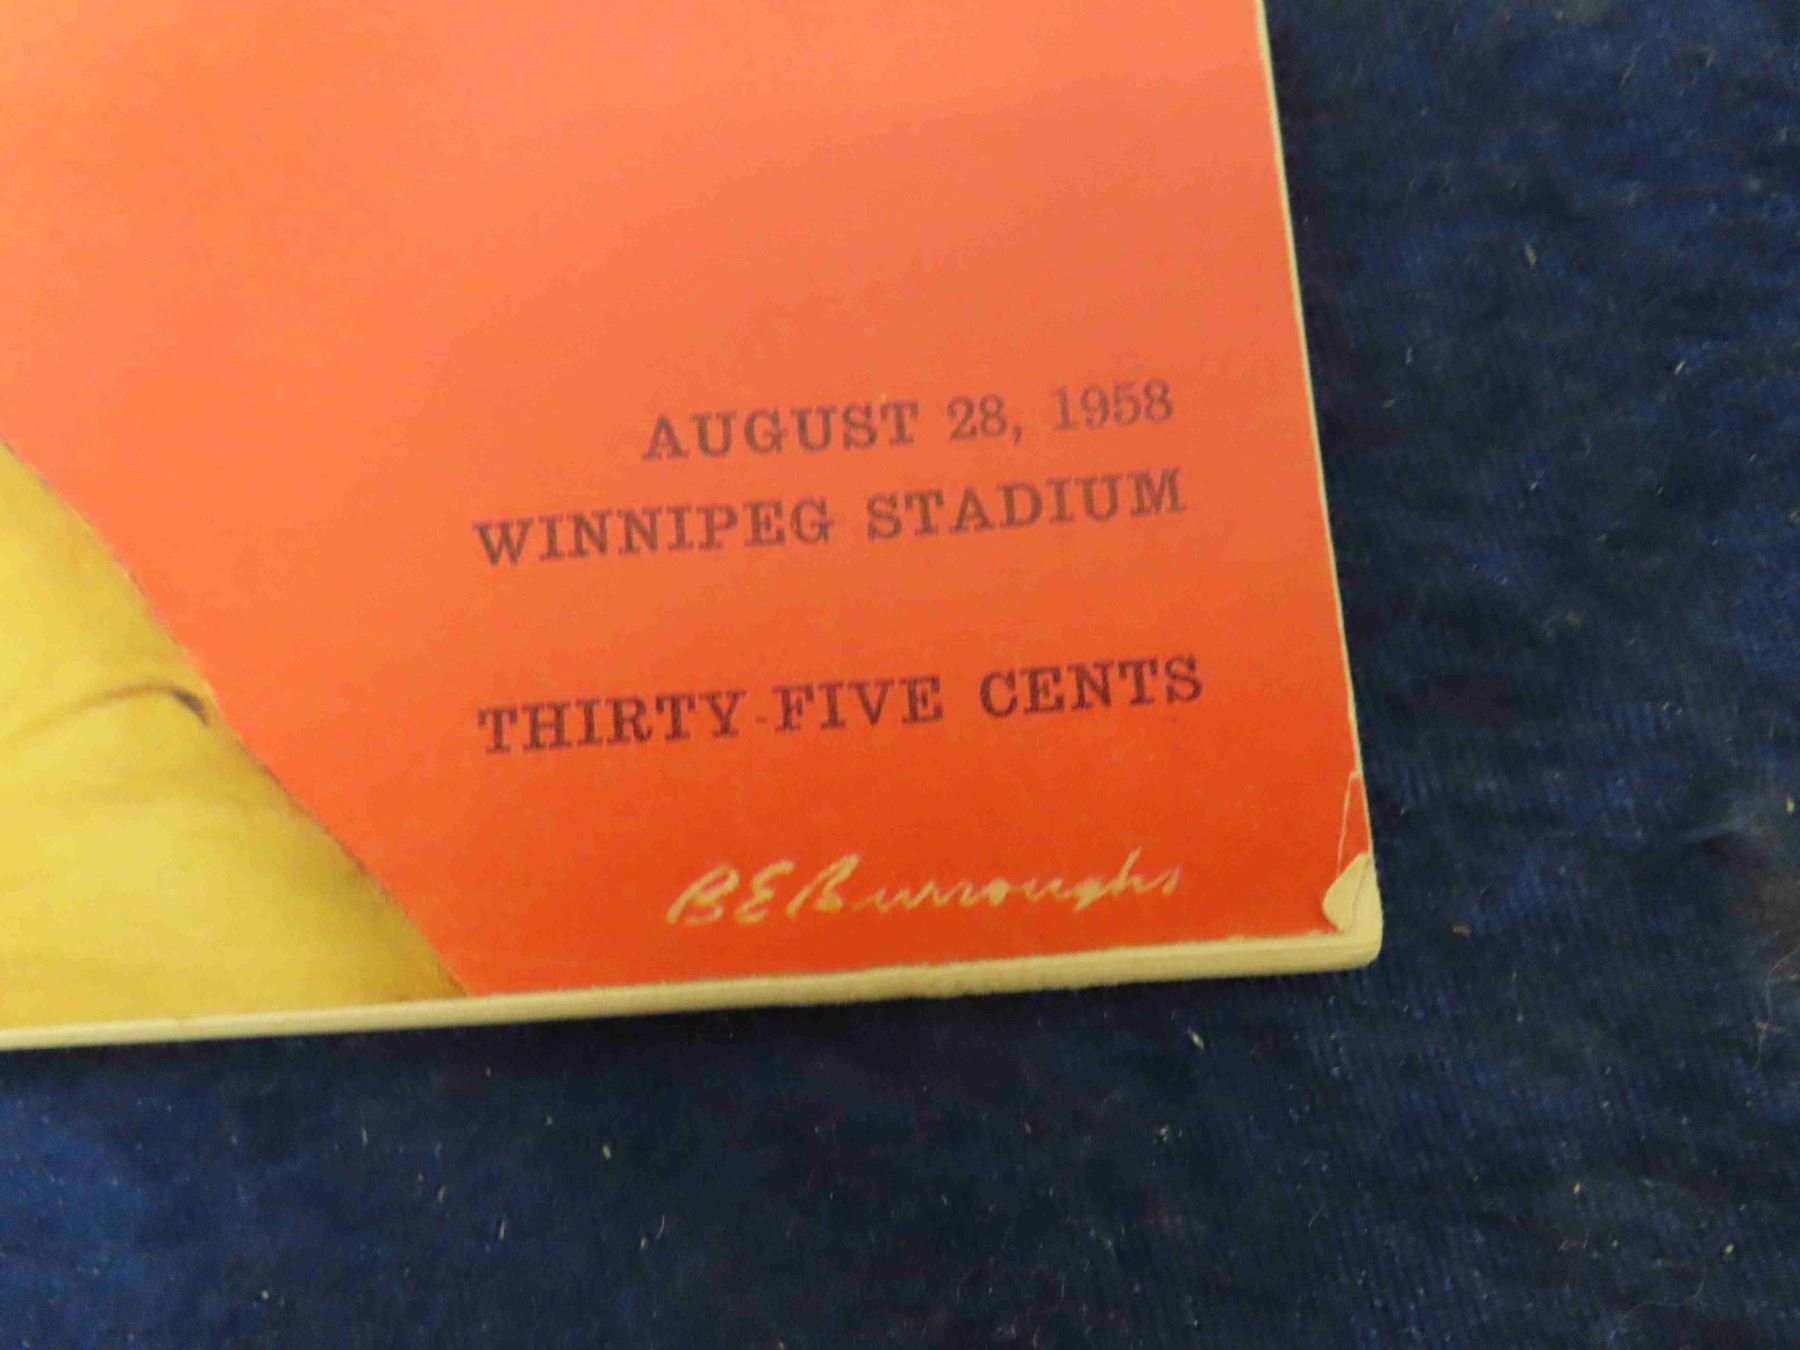 AUGUST 28, 1958
WINNIPEG STADIUM
THIRTY-FIVE CENTS
B E Burroughs